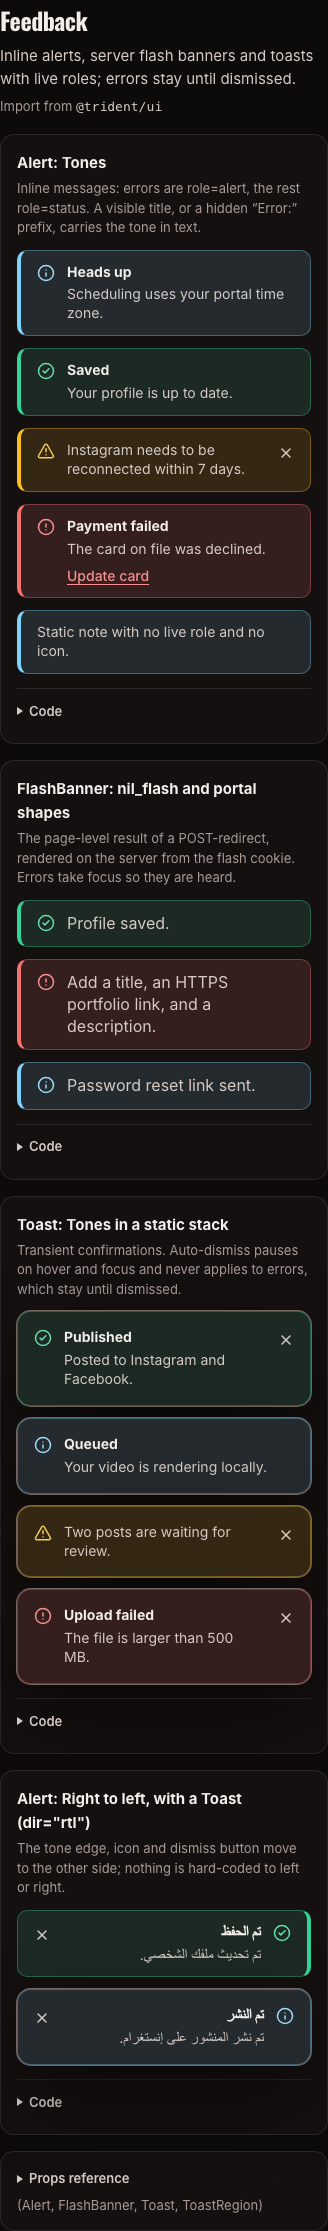 Feedback
Inline alerts, server flash banners and toasts
with live roles; errors stay until dismissed.
Import from @trident/ui
Alert: Tones
Inline messages: errors are role=alert, the rest
role=status. A visible title, or a hidden “Error:”
prefix, carries the tone in text.
Heads up
Scheduling uses your portal time
zone.
Saved
Your profile is up to date.
Instagram needs to be
reconnected within 7 days.
Payment failed
The card on file was declined.
Update card
Static note with no live role and no
icon.
Code
FlashBanner: nil_flash and portal
shapes
The page-level result of a POST-redirect,
rendered on the server from the flash cookie.
Errors take focus so they are heard.
Profile saved.
Add a title, an HTTPS
portfolio link, and a
description.
Password reset link sent.
Code
Toast: Tones in a static stack
Transient confirmations. Auto-dismiss pauses
on hover and focus and never applies to errors,
which stay until dismissed.
Published
Posted to Instagram and
Facebook.
Queued
Your video is rendering locally.
Two posts are waiting for
review.
Upload failed
The file is larger than 500
MB.
Code
Alert: Right to left, with a Toast
(dir="rtl")
The tone edge, icon and dismiss button move
to the other side; nothing is hard-coded to left
or right.
تم الحفظ
تم تحديث ملفك الشخصي.
تم النشر
تم نشر المنشور على إنستغرام.
Code
Props reference
(Alert, FlashBanner, Toast, ToastRegion)